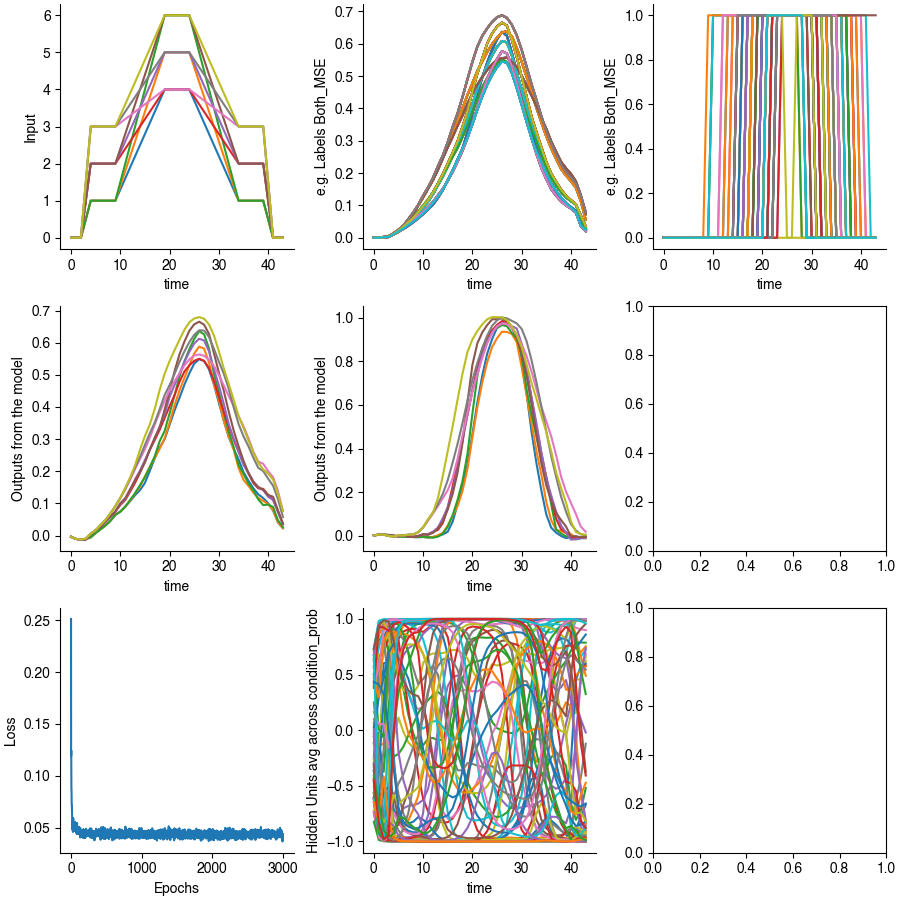 6
5
4
3
2
1
0
Input
0 10 20 30 40
time
0.7
0.6
0.5
0.4
0.3
0.2
0.1
0.0
e.g. Labels Both_MSE
0 10 20 30 40
time
1.0
0.8
0.6
0.4
0.2
0.0
e.g. Labels Both_MSE
0 10 20 30 40
time
0.7
0.6
0.5
0.4
0.3
0.2
0.1
0.0
Outputs from the model
0 10 20 30 40
time
1.0
0.8
0.6
0.4
0.2
0.0
Outputs from the model
0 10 20 30 40
time
1.0
0.8
0.6
0.4
0.2
0.0
0.0 0.2 0.4 0.6 0.8 1.0
0.25
0.20
0.15
0.10
0.05
Loss
0 1000 2000 3000
Epochs
1.0
0.5
0.0
−0.5
−1.0
Hidden Units avg across condition_prob
0 10 20 30 40
time
1.0
0.8
0.6
0.4
0.2
0.0
0.0 0.2 0.4 0.6 0.8 1.0